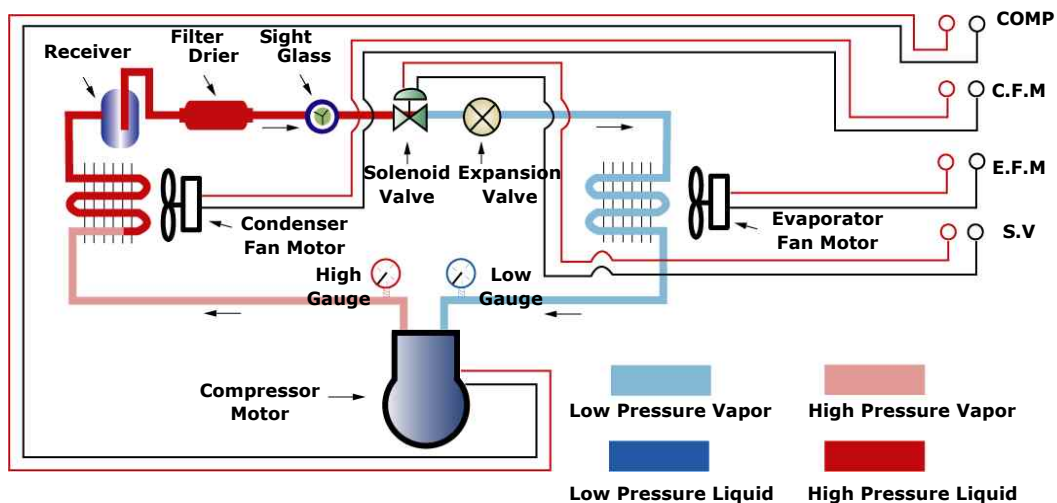 COMP
Filter
Drier
Sight
Glass
Receiver
C.F.M
Solenoid
Valve
Expansion
Valve
E.F.M
Condenser
Fan Motor
Evaporator
Fan Motor
S.V
High
Gauge
Low
Gauge
Compressor
Motor
Low Pressure Vapor
High Pressure Vapor
Low Pressure Liquid
High Pressure Liquid